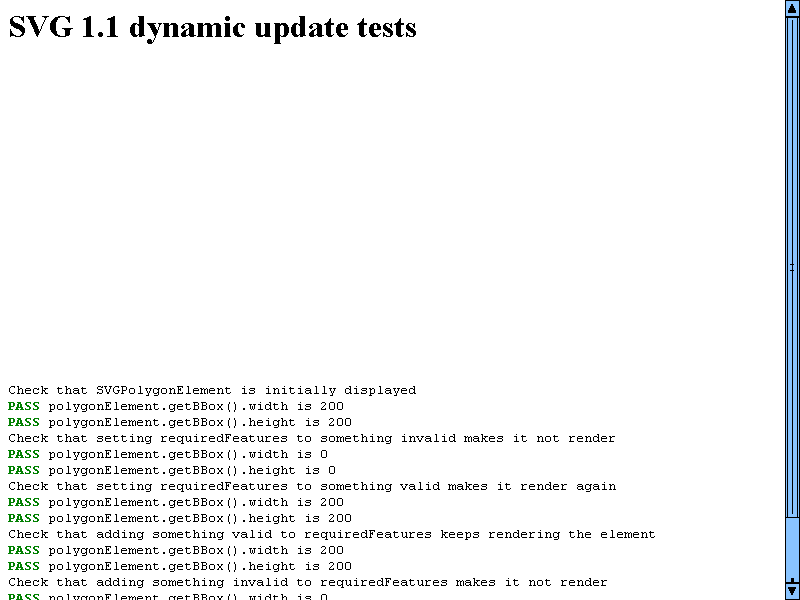 SVG 1.1 dynamic update tests
Check that SVGPolygonElement is initially displayed
PASS polygonElement.getBBox().width is 200
PASS polygonElement.getBBox().height is 200
Check that setting requiredFeatures to something invalid makes it not render
PASS polygonElement.getBBox().width is 0
PASS polygonElement.getBBox().height is 0
Check that setting requiredFeatures to something valid makes it render again
PASS polygonElement.getBBox().width is 200
PASS polygonElement.getBBox().height is 200
Check that adding something valid to requiredFeatures keeps rendering the element
PASS polygonElement.getBBox().width is 200
PASS polygonElement.getBBox().height is 200
Check that adding something invalid to requiredFeatures makes it not render
PASS polygonElement.getBBox().width is 0